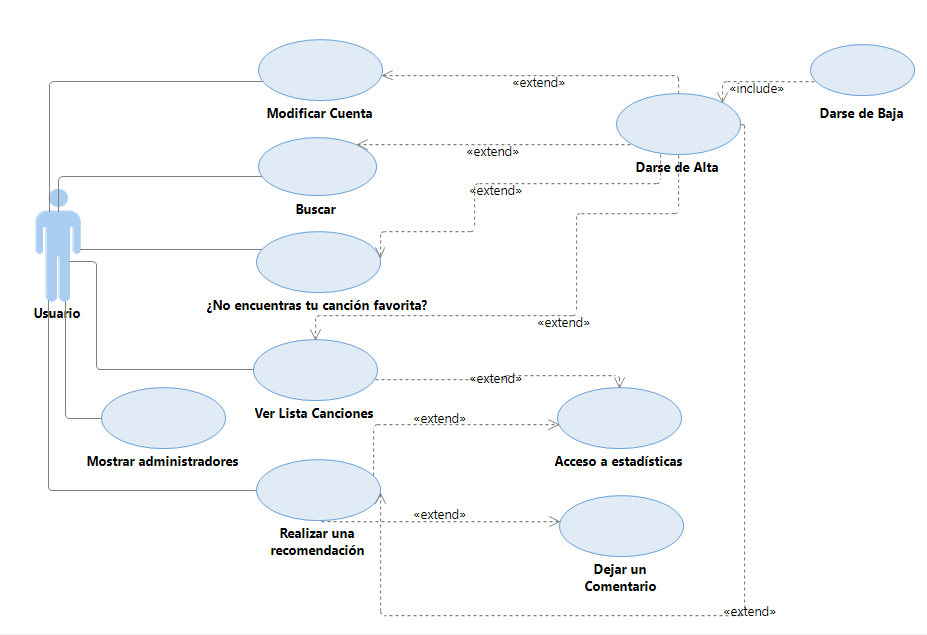 «extend»
«include»
Modificar Cuenta
Darse de Baja
«extend»
Darse de Alta
«extend»
Buscar
¿No encuentras tu canción favorita?
Usuario
«extend»
«extend»
Ver Lista Canciones
«extend»
Mostrar administradores
Acceso a estadísticas
«extend»
Realizar una
recomendación
Dejar un
Comentario
«extend»